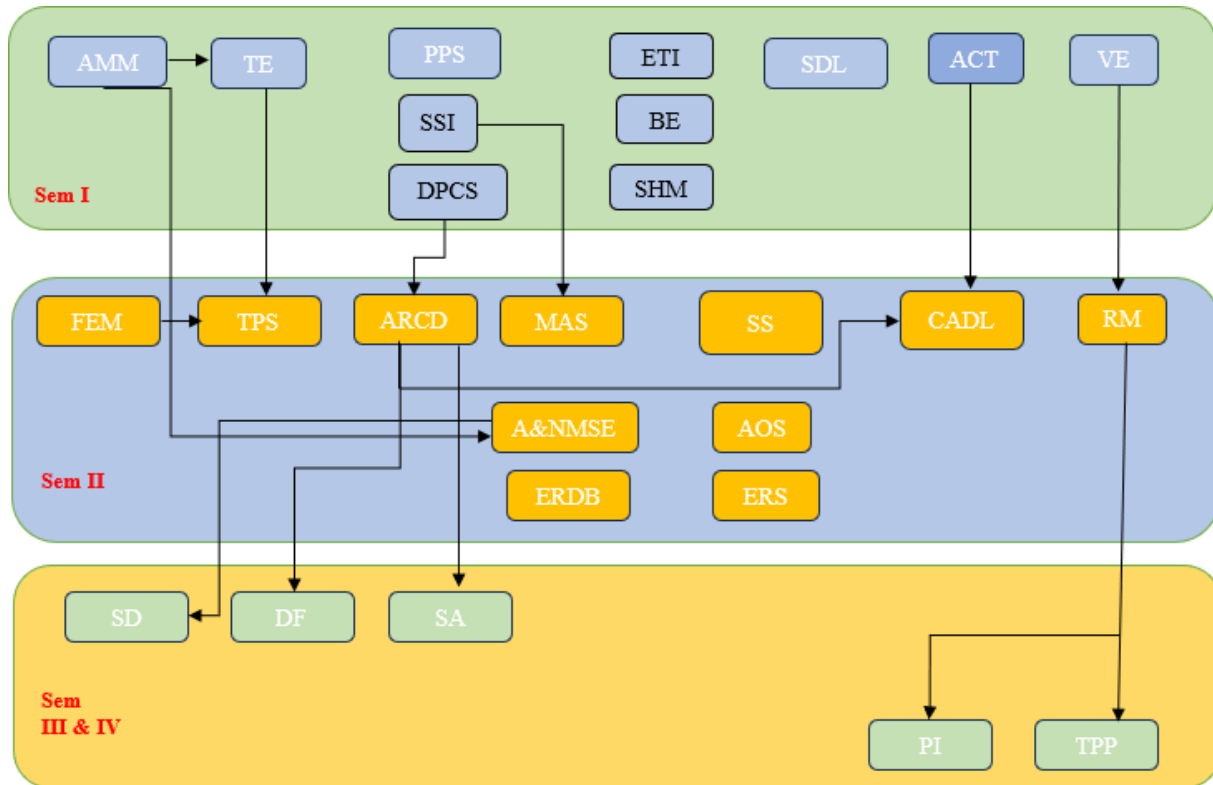 AMM
TE
PPS
ETI
SDL
ACT
VE
SSI
BE
DPCS
SHM
Sem I
FEM
TPS
ARCD
MAS
SS
CADL
RM
A&NMSE
AOS
Sem II
ERDB
ERS
SD
DF
SA
Sem
III & IV
PI
TPP